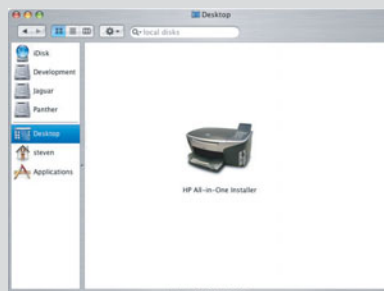 Desktop
local disks
iDisk
Development
Jaguar
Panther
Desktop
steven
Applications
HP All-in-One Installer